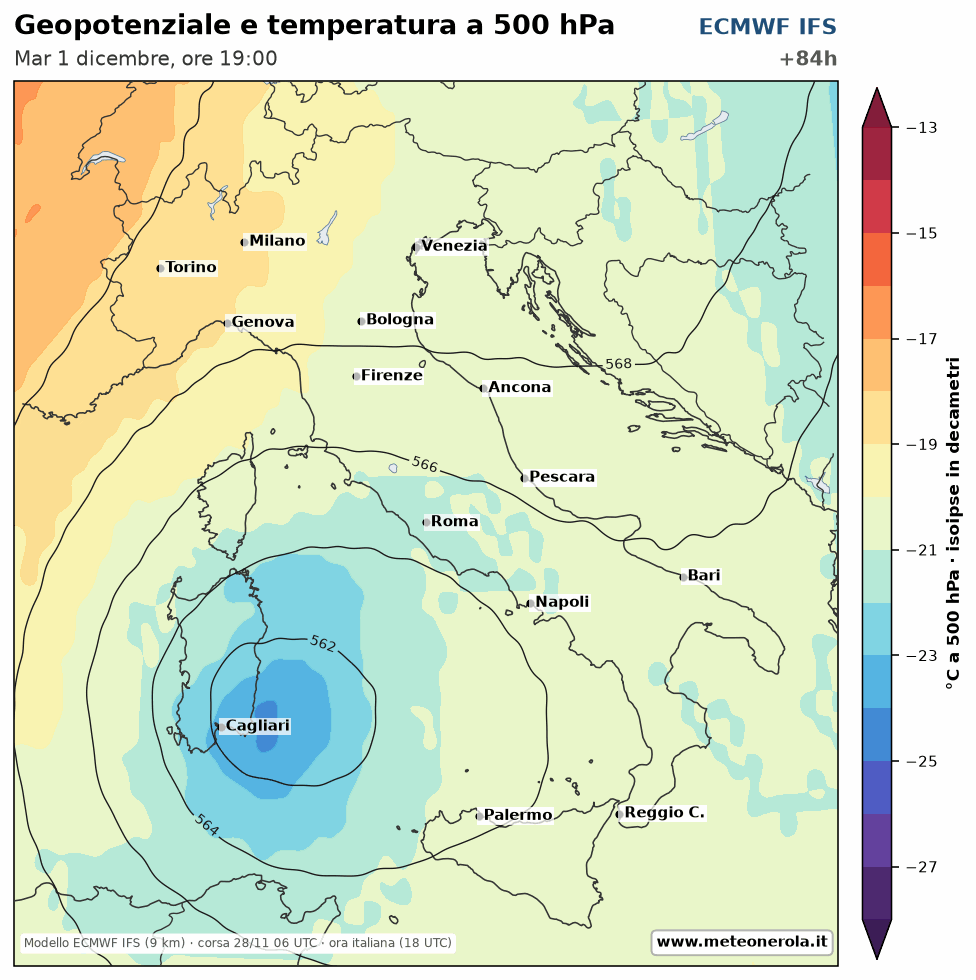 Geopotenziale e temperatura a 500 hPa
ECMWF IFS
Mar 1 dicembre, ore 19:00
+84h
−13
−15
−17
−19
−21
−23
−25
−27
°C a 500 hPa · isoipse in decametri
Milano
Venezia
Torino
Genova
Bologna
568
Firenze
Ancona
566
Pescara
Roma
Bari
Napoli
562
Cagliari
564
Palermo
Reggio C.
Modello ECMWF IFS (9 km) · corsa 28/11 06 UTC · ora italiana (18 UTC)
www.meteonerola.it